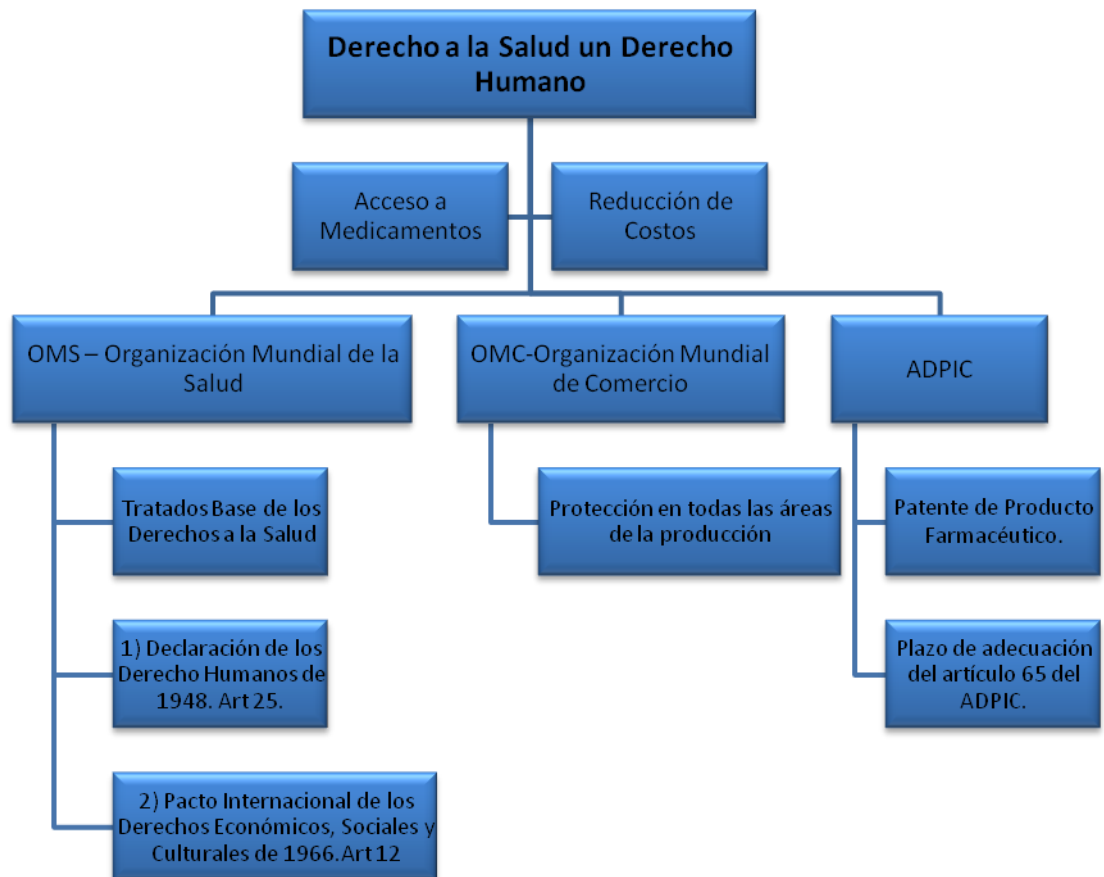 Derecho a la Salud un Derecho
Humano
Acceso a
Medicamentos
Reducción de
Costos
OMS – Organización Mundial de la
Salud
OMC-Organización Mundial
de Comercio
ADPIC
Tratados Base de los
Derechos a la Salud
1) Declaración de los
Derecho Humanos de
1948. Art 25.
2) Pacto Internacional de los
Derechos Económicos, Sociales y
Culturales de 1966.Art 12
Protección en todas las áreas
de la producción
Patente de Producto
Farmacéutico.
Plazo de adecuación
del artículo 65 del
ADPIC.